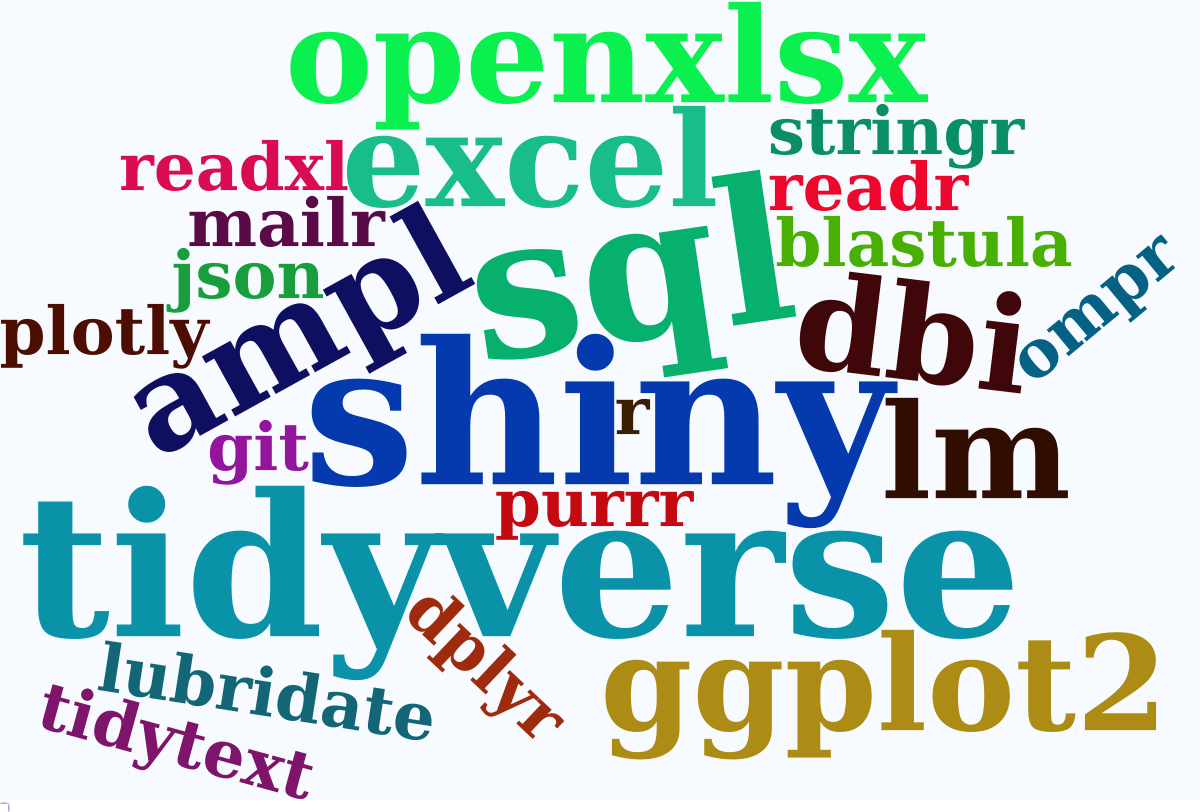 openxlsx
excel
stringr
readxl
readr
mailr
sql
blastula
json
ampl
dbi
ompr
plotly
shiny
r
lm
git
purrr
tidyverse
dplyr
ggplot2
lubridate
tidytext